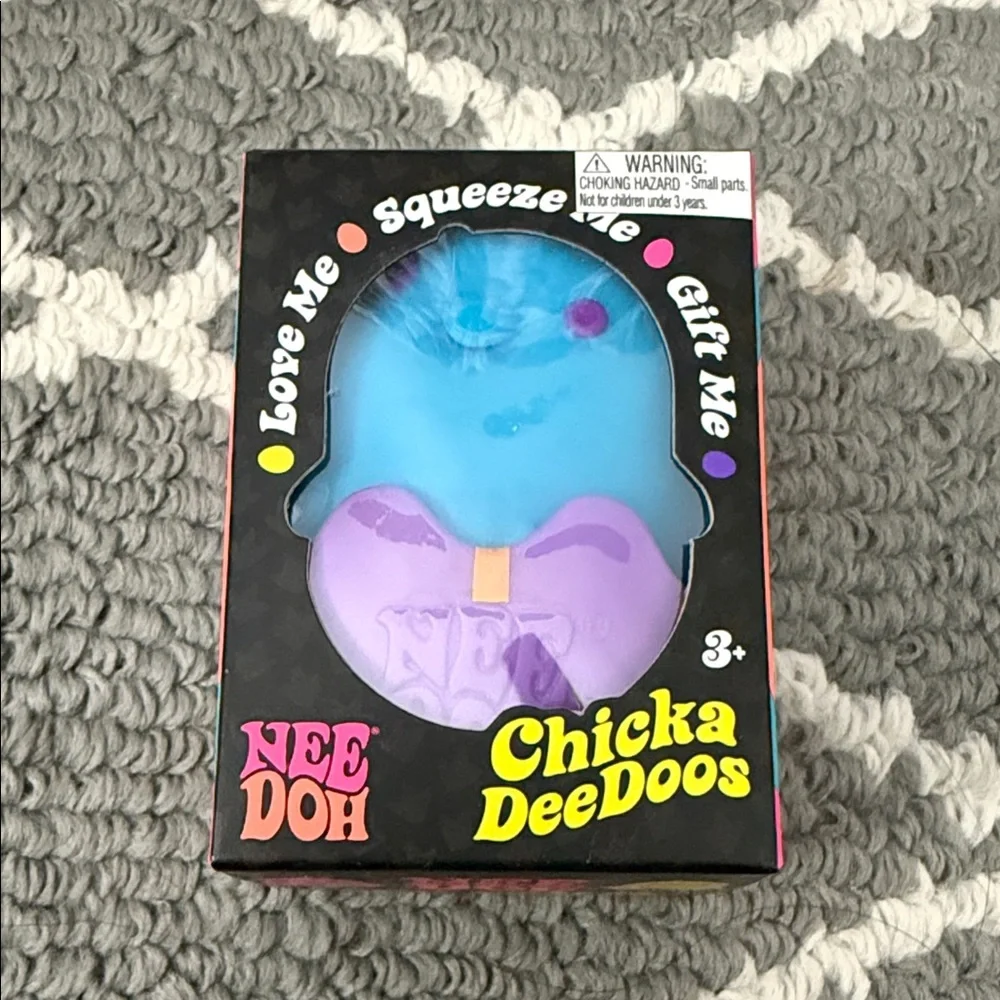 ⚠ WARNING:
CHOKING HAZARD - Small parts.
Not for children under 3 years.
Love Me
Squeeze Me
Gift Me
NEE
3+
NEE®
DOH
Chicka
DeeDoos